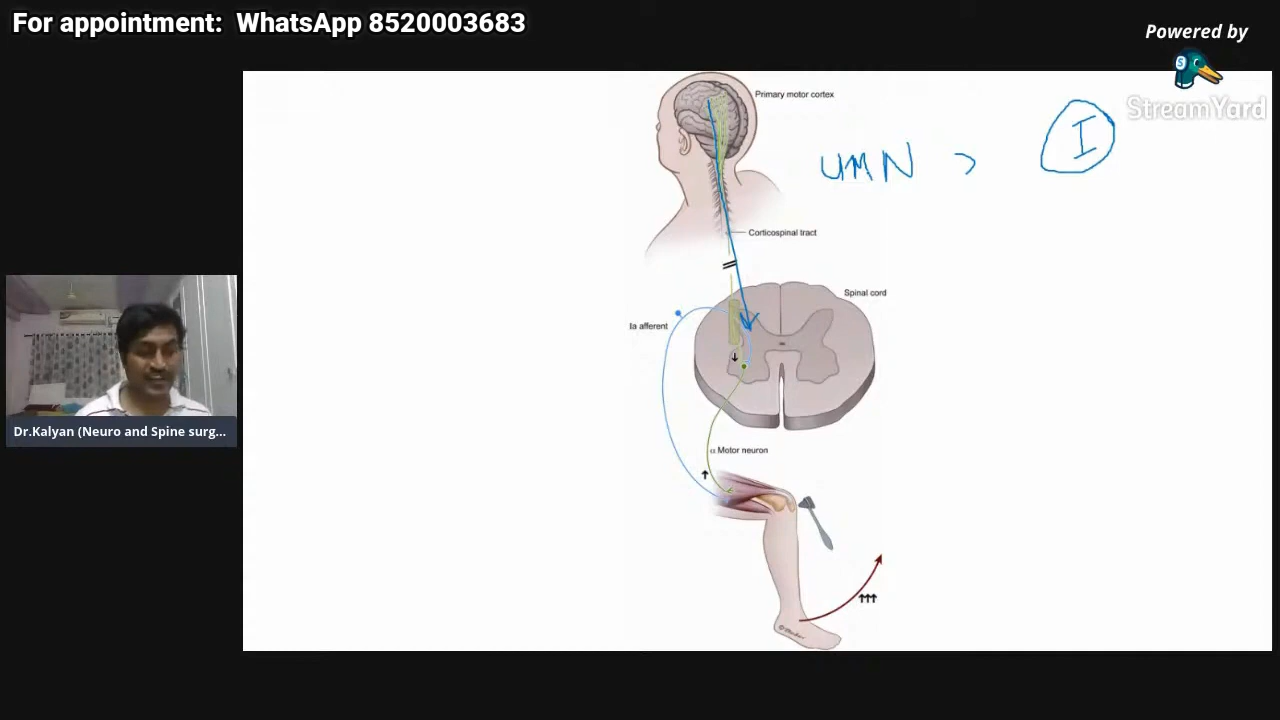 For appointment: WhatsApp 8520003683
Powered by
S
StreamYard
Primary motor cortex
I
UMN >
Corticospinal tract
Spinal cord
Ia afferent
Dr.Kalyan (Neuro and Spine surg...
α Motor neuron